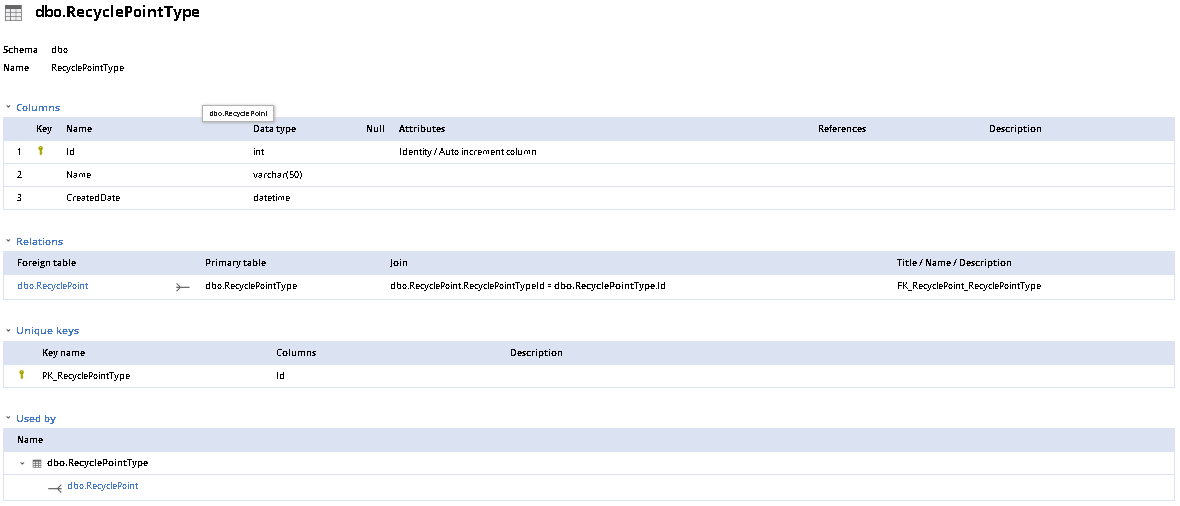 dbo.RecyclePointType
Schema dbo
Name RecyclePointType
Columns
dbo.RecyclePoint
Key Name Data type Null Attributes References Description
1 Id int Identity / Auto increment column
2 Name varchar(50)
3 CreatedDate datetime
Relations
Foreign table Primary table Join Title / Name / Description
dbo.RecyclePoint dbo.RecyclePointType dbo.RecyclePoint.RecyclePointTypeId = dbo.RecyclePointType.Id FK_RecyclePoint_RecyclePointType
Unique keys
Key name Columns Description
PK_RecyclePointType Id
Used by
Name
dbo.RecyclePointType
dbo.RecyclePoint